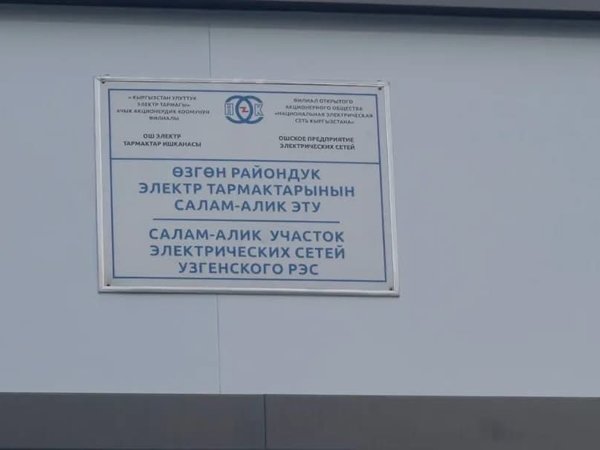 « КЫРГЫЗСТАН УЛУТТУК
ЭЛЕКТР ТАРМАГЫ»
АЧЫК АКЦИОНЕРДИК КООМУНУН
ФИЛИАЛЫ
ОШ ЭЛЕКТР
ТАРМАКТАР ИШКАНАСЫ
ФИЛИАЛ ОТКРЫТОГО
АКЦИОНЕРНОГО ОБЩЕСТВА
«НАЦИОНАЛЬНАЯ ЭЛЕКТРИЧЕСКАЯ
СЕТЬ КЫРГЫЗСТАНА»
ОШСКОЕ ПРЕДПРИЯТИЕ
ЭЛЕКТРИЧЕСКИХ СЕТЕЙ
ӨЗГӨН РАЙОНДУК
ЭЛЕКТР ТАРМАКТАРЫНЫН
САЛАМ-АЛИК ЭТУ
САЛАМ-АЛИК УЧАСТОК
ЭЛЕКТРИЧЕСКИХ СЕТЕЙ
УЗГЕНСКОГО РЭС